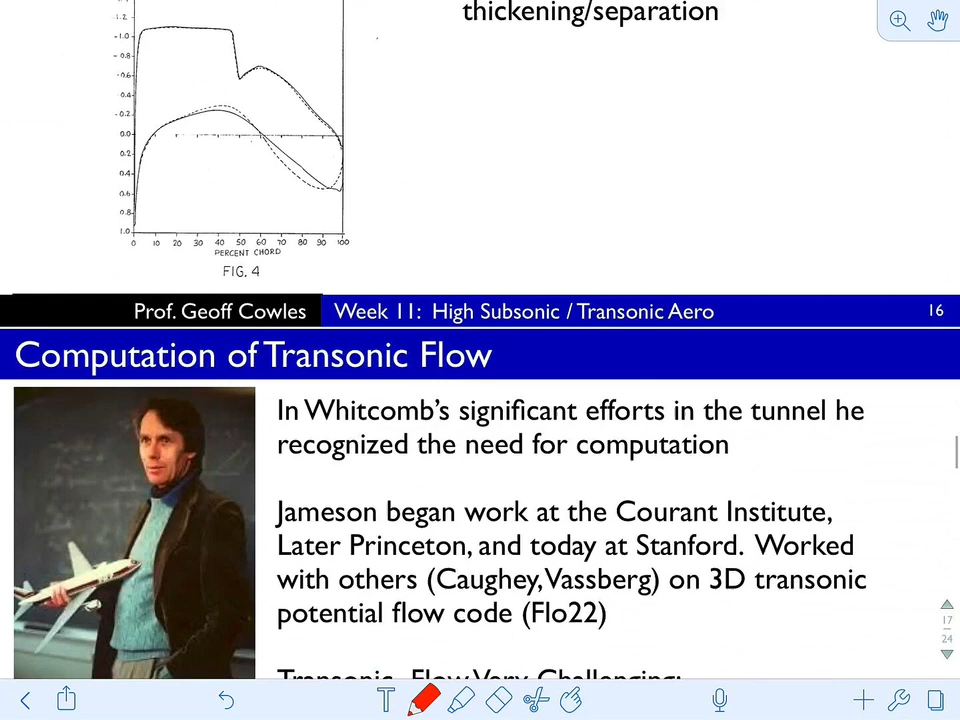 thickening/separation
-1.2
-1.0
-0.8
-0.6
0.4
-0.2
0.0
0.2
0.4
0.6
0.8
1.0
0 10 20 30 40 50 60 70 80 90 100
PERCENT CHORD
FIG. 4
Prof. Geoff Cowles Week 11: High Subsonic / Transonic Aero 16
Computation of Transonic Flow
In Whitcomb's significant efforts in the tunnel he
recognized the need for computation
Jameson began work at the Courant Institute,
Later Princeton, and today at Stanford. Worked
with others (Caughey, Vassberg) on 3D transonic
potential flow code (Flo22)
Transonic Flow Very Challenging:
17
24
T